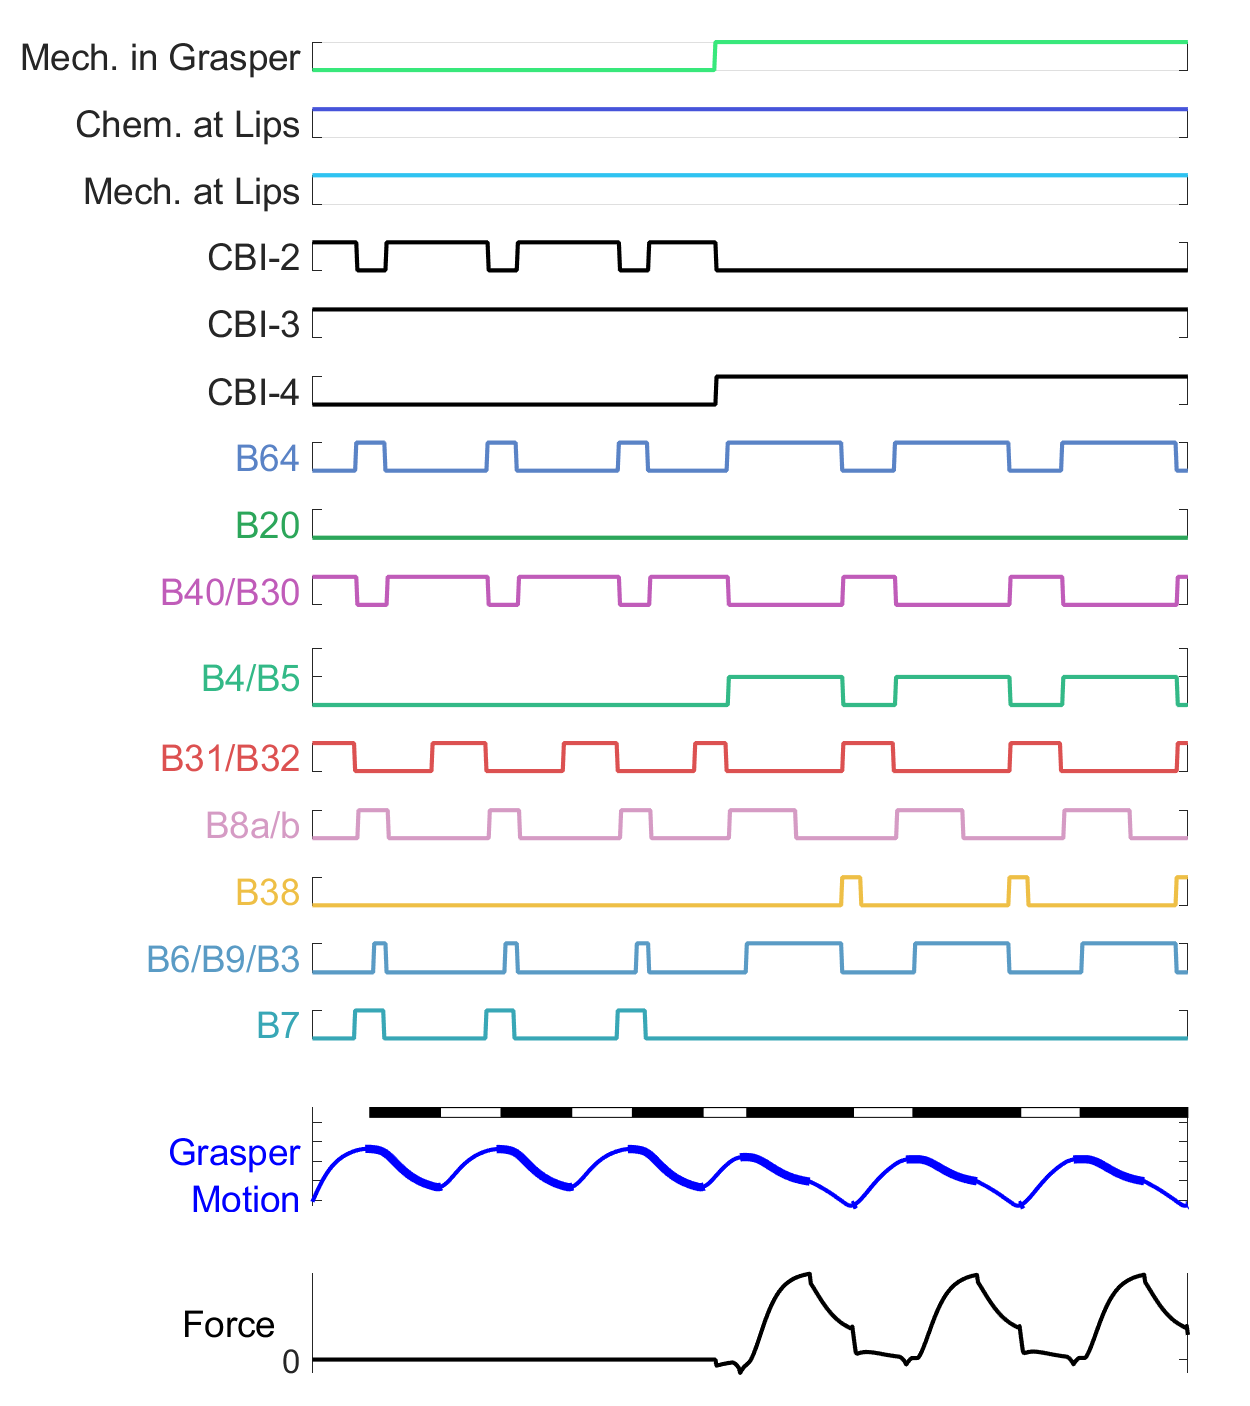 Mech. in Grasper
Chem. at Lips
Mech. at Lips
CBI-2
CBI-3
CBI-4
B64
B20
B40/B30
B4/B5
B31/B32
B8a/b
B38
B6/B9/B3
B7
Grasper
Motion
Force
0